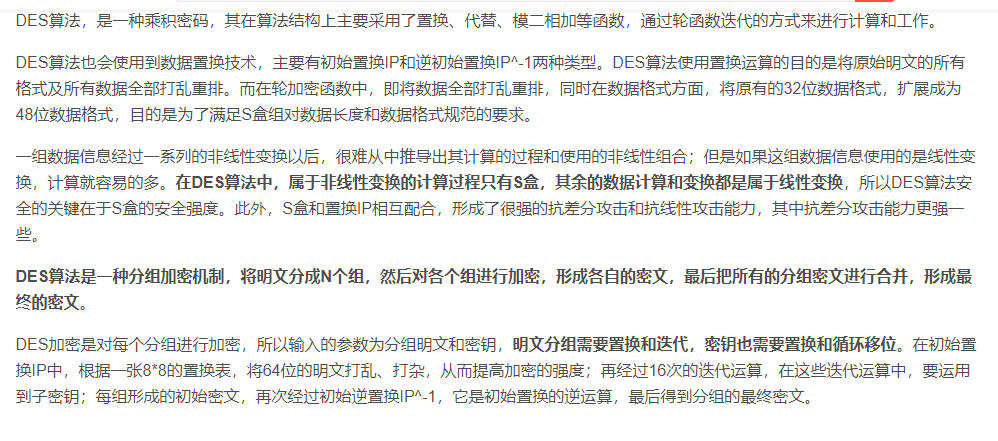 DES算法，是一种乘积密码，其在算法结构上主要采用了置换、代替、模二相加等函数，通过轮函数迭代的方式来进行计算和工作。
DES算法也会使用到数据置换技术，主要有初始置换IP和逆初始置换IP^-1两种类型。DES算法使用置换运算的目的是将原始明文的所有
格式及所有数据全部打乱重排。而在轮加密函数中，即将数据全部打乱重排，同时在数据格式方面，将原有的32位数据格式，扩展成为
48位数据格式，目的是为了满足S盒组对数据长度和数据格式规范的要求。
一组数据信息经过一系列的非线性变换以后，很难从中推导出其计算的过程和使用的非线性组合；但是如果这组数据信息使用的是线性变
换，计算就容易的多。在DES算法中，属于非线性变换的计算过程只有S盒，其余的数据计算和变换都是属于线性变换，所以DES算法安
全的关键在于S盒的安全强度。此外，S盒和置换IP相互配合，形成了很强的抗差分攻击和抗线性攻击能力，其中抗差分攻击能力更强一
些。
DES算法是一种分组加密机制，将明文分成N个组，然后对各个组进行加密，形成各自的密文，最后把所有的分组密文进行合并，形成最
终的密文。
DES加密是对每个分组进行加密，所以输入的参数为分组明文和密钥，明文分组需要置换和迭代，密钥也需要置换和循环移位。在初始置
换IP中，根据一张8*8的置换表，将64位的明文打乱、打杂，从而提高加密的强度；再经过16次的迭代运算，在这些迭代运算中，要运用
到子密钥；每组形成的初始密文，再次经过初始逆置换IP^-1，它是初始置换的逆运算，最后得到分组的最终密文。